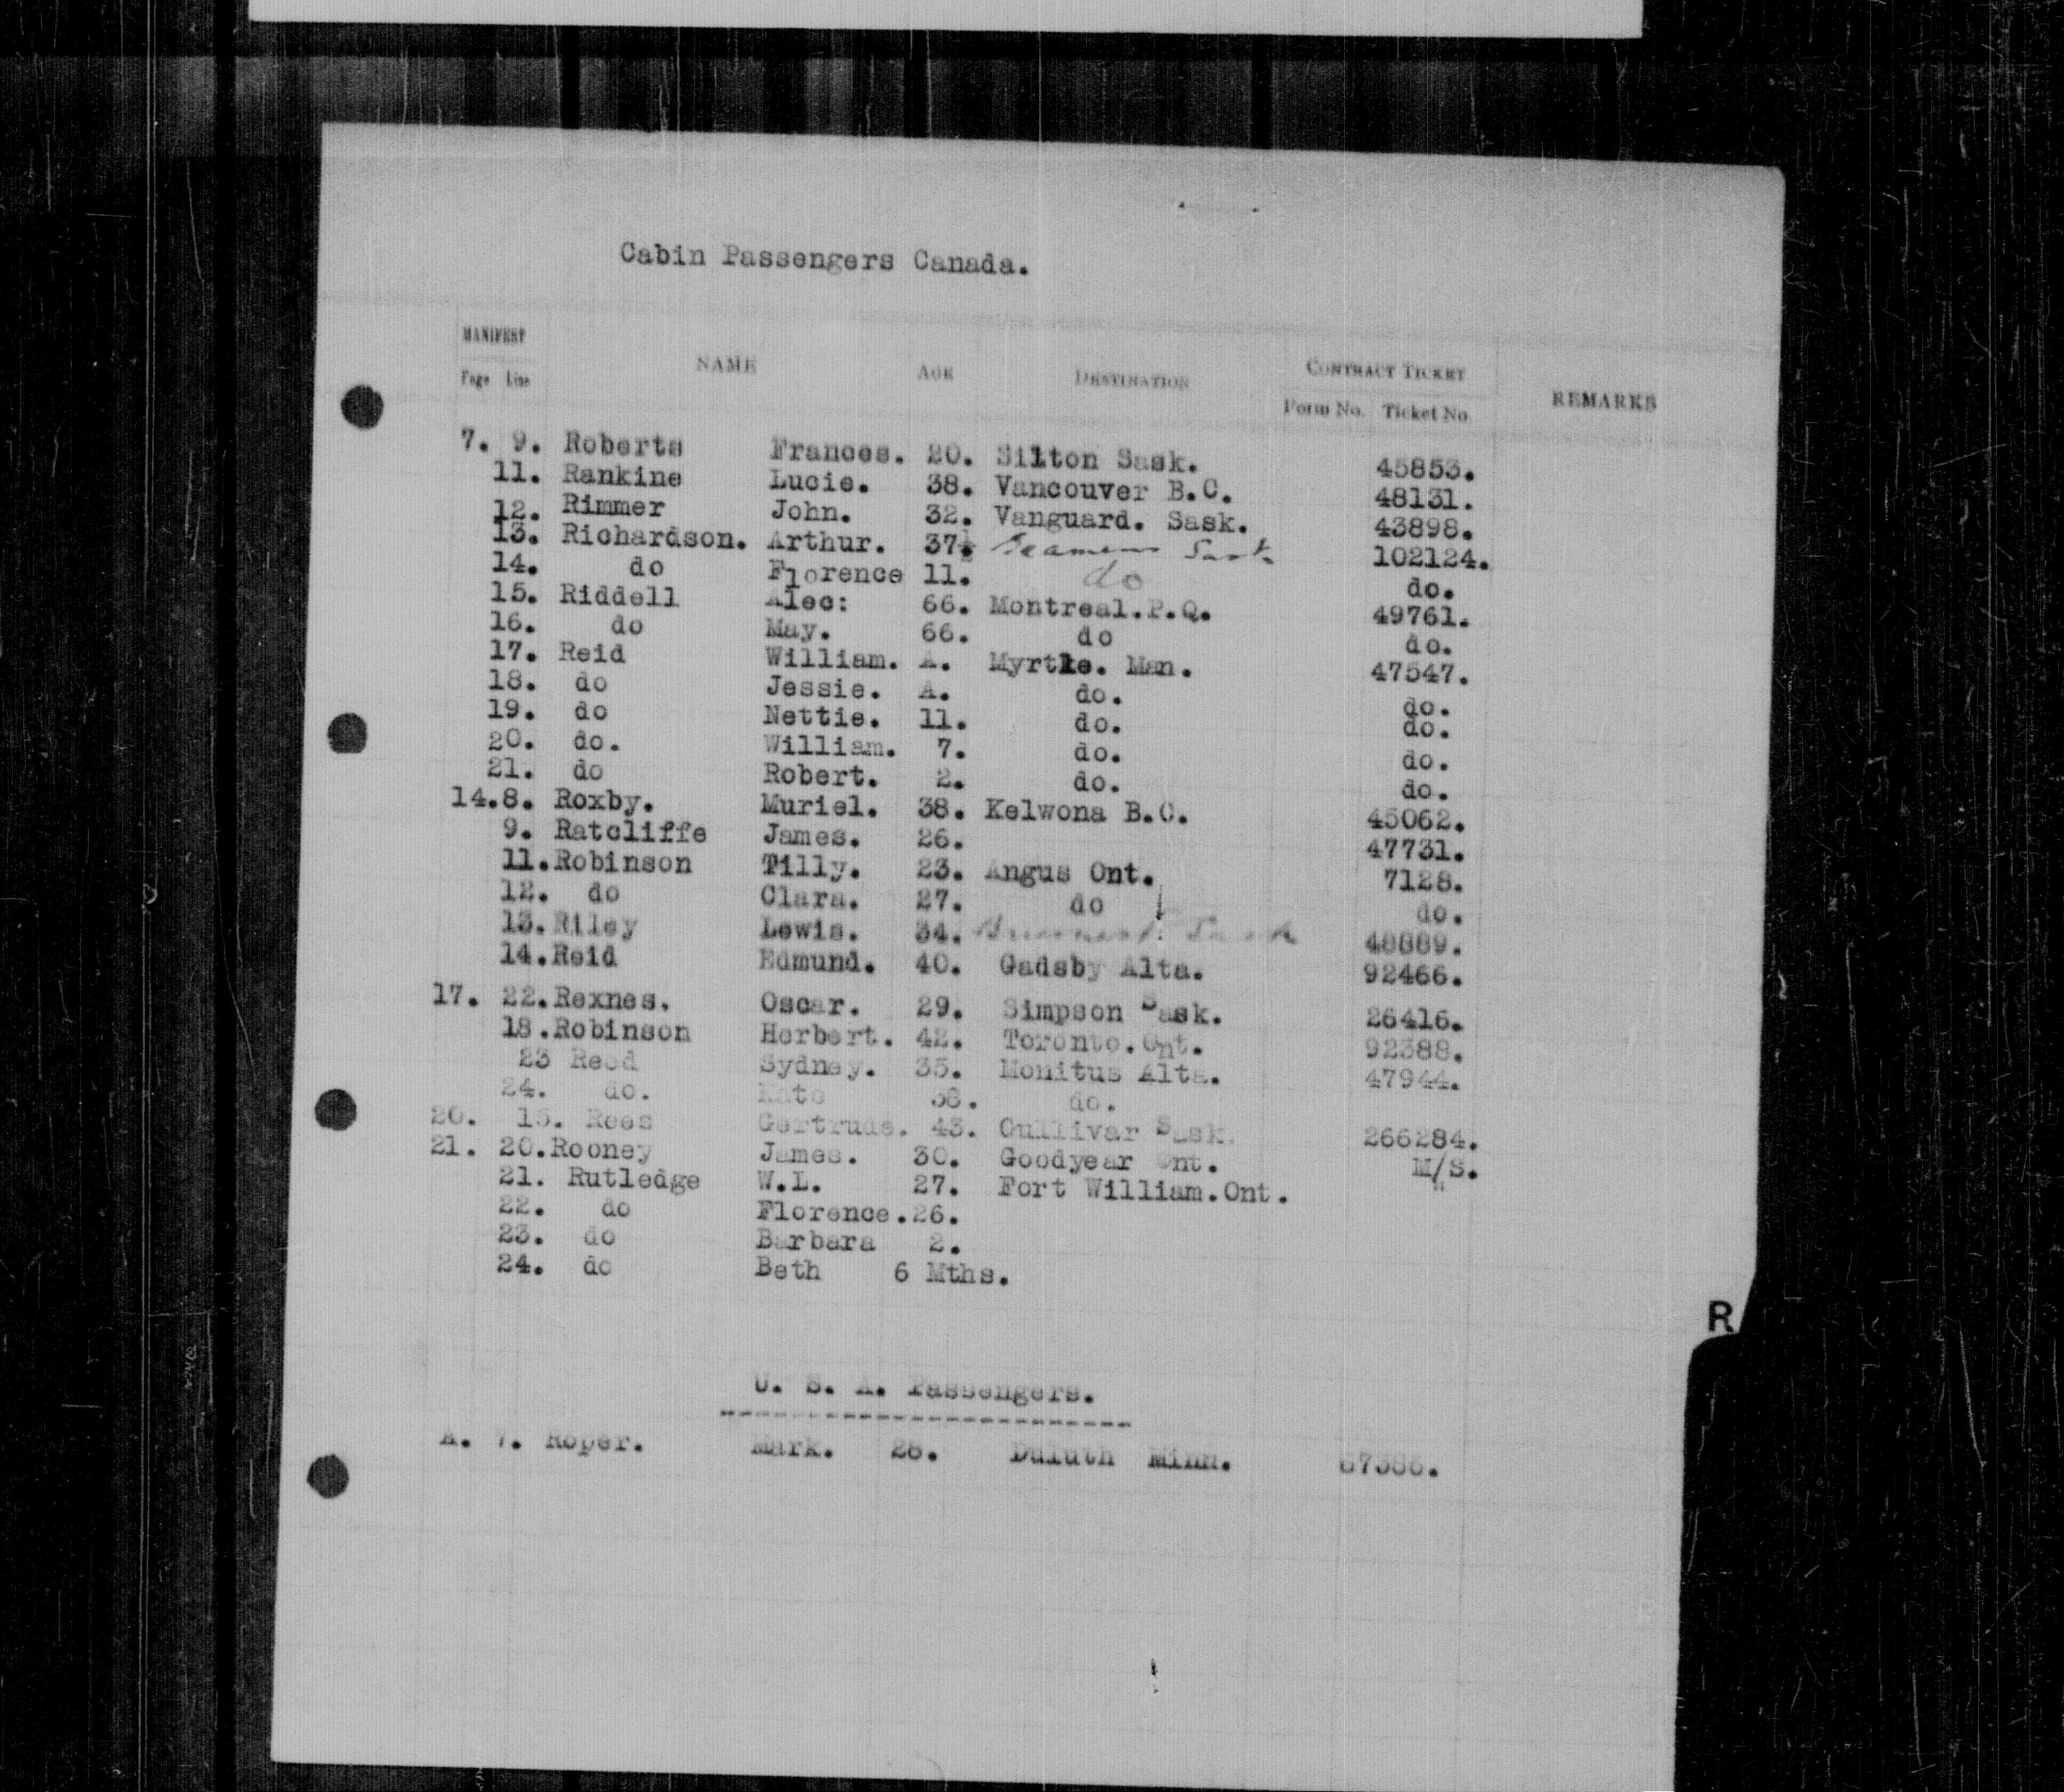 Cabin Passengers Canada.
MANIFEST NAME AGE DESTINATION CONTRACT TICKET REMARKS
Page Line Form No. Ticket No.
7. 9. Roberts Frances. 20. Silton Sask. 45853.
11. Rankine Lucie. 38. Vancouver B.C. 48131.
12. Rimmer John. 32. Vanguard. Sask. 43898.
13. Richardson. Arthur. 37½ Sask 102124.
14. do Florence 11. do do.
15. Riddell Alec: 66. Montreal.P.Q. 49761.
16. do May. 66. do do.
17. Reid William. A. Myrtle. Man. 47547.
18. do Jessie. A. do. do.
19. do Nettie. 11. do. do.
20. do. William. 7. do. do.
21. do Robert. 2. do. do.
14.8. Roxby. Muriel. 38. Kelwona B.C. 45062.
9. Ratcliffe James. 26. 47731.
11. Robinson Tilly. 23. Angus Ont. 7128.
12. do Clara. 27. do do.
13. Riley Lewis. 34. Sask 48889.
14. Reid Edmund. 40. Gadsby Alta. 92466.
17. 22. Rexnes. Oscar. 29. Simpson Sask. 26416.
18. Robinson Herbert. 42. Toronto. Ont. 92388.
23 Reed Sydney. 35. Monitus Alta. 47944.
24. do. Kate do.
20. 15. Rees Gertrude. 43. Gullivar Sask. 266284.
21. 20. Rooney James. 30. Goodyear Ont. M/S.
21. Rutledge W.L. 27. Fort William. Ont. "
22. do Florence. 26.
23. do Barbara 2.
24. do Beth 6 Mths.
R
U. S. A. Passengers.
A. 7. Roper. Mark. 26. Duluth Minn.